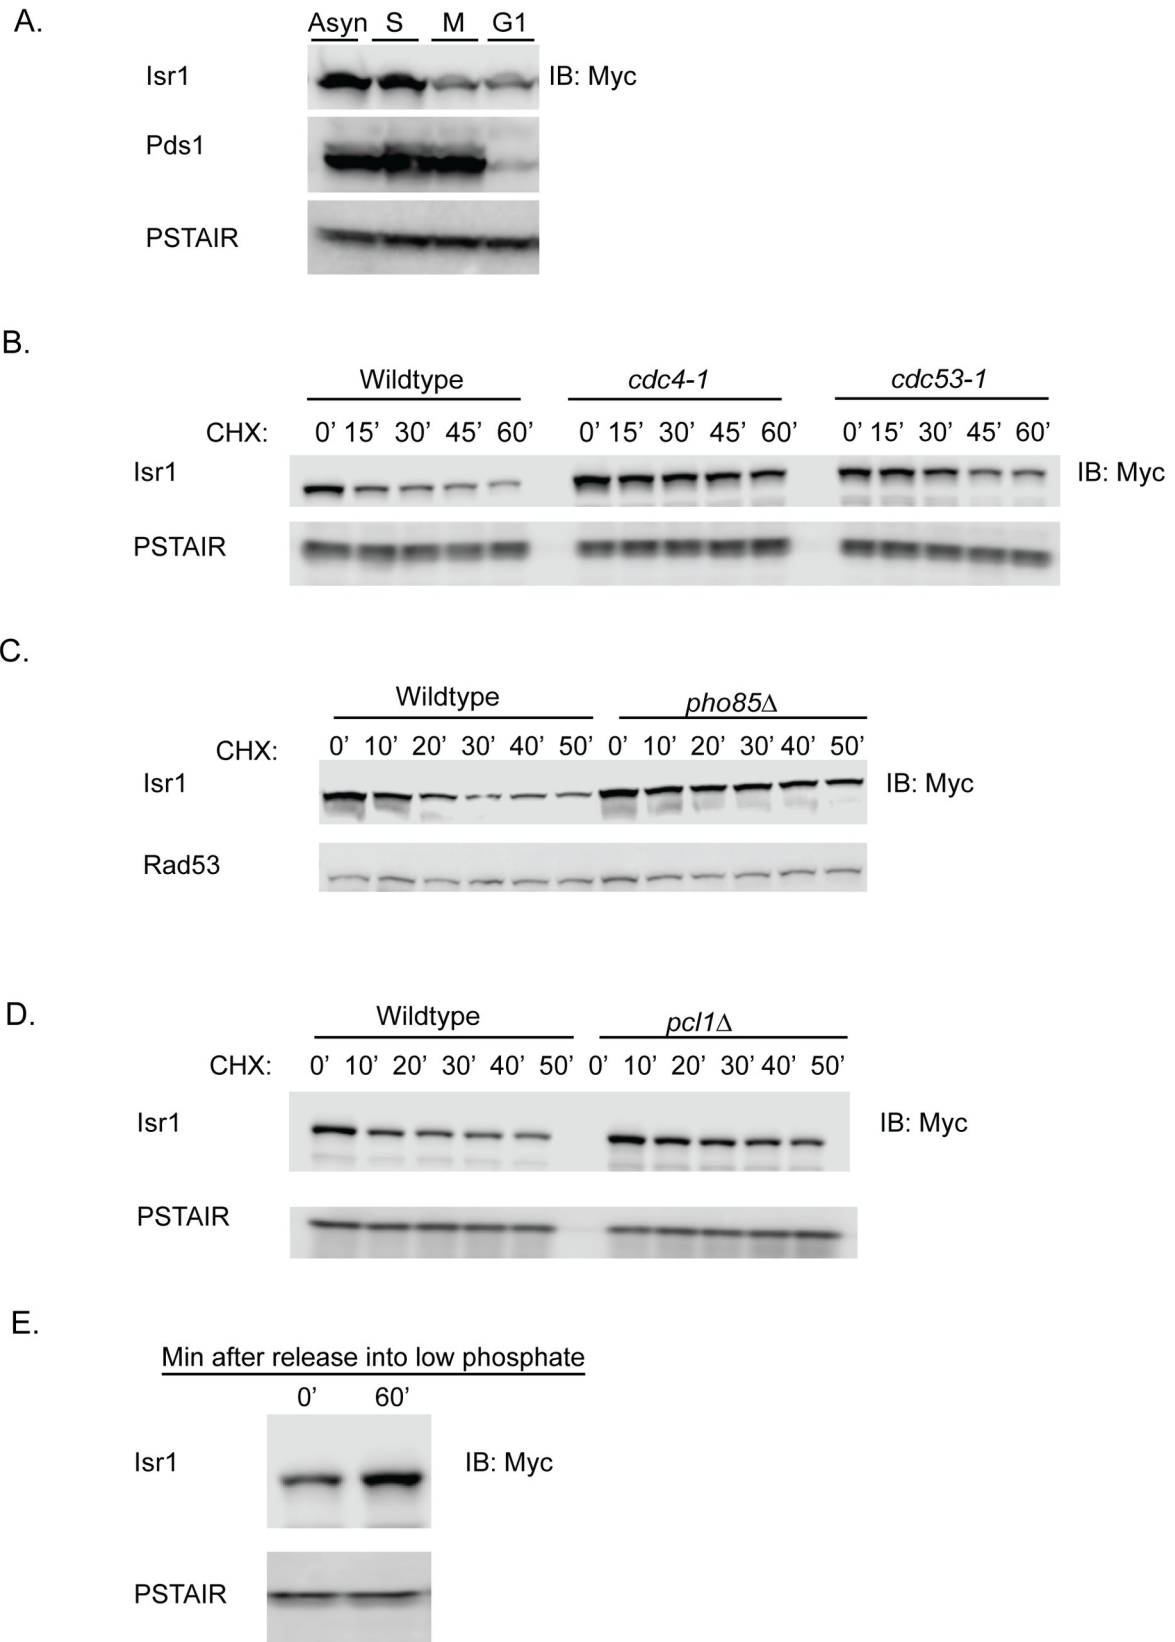 A.
Asyn S M G1
Isr1 IB: Myc
Pds1
PSTAIR
B.
Wildtype cdc4-1 cdc53-1
CHX: 0’ 15’ 30’ 45’ 60’ 0’ 15’ 30’ 45’ 60’ 0’ 15’ 30’ 45’ 60’
Isr1 IB: Myc
PSTAIR
C.
Wildtype pho85Δ
CHX: 0’ 10’ 20’ 30’ 40’ 50’ 0’ 10’ 20’ 30’ 40’ 50’
Isr1 IB: Myc
Rad53
D.
Wildtype pcl1Δ
CHX: 0’ 10’ 20’ 30’ 40’ 50’ 0’ 10’ 20’ 30’ 40’ 50’
Isr1 IB: Myc
PSTAIR
E.
Min after release into low phosphate
0’ 60’
Isr1 IB: Myc
PSTAIR